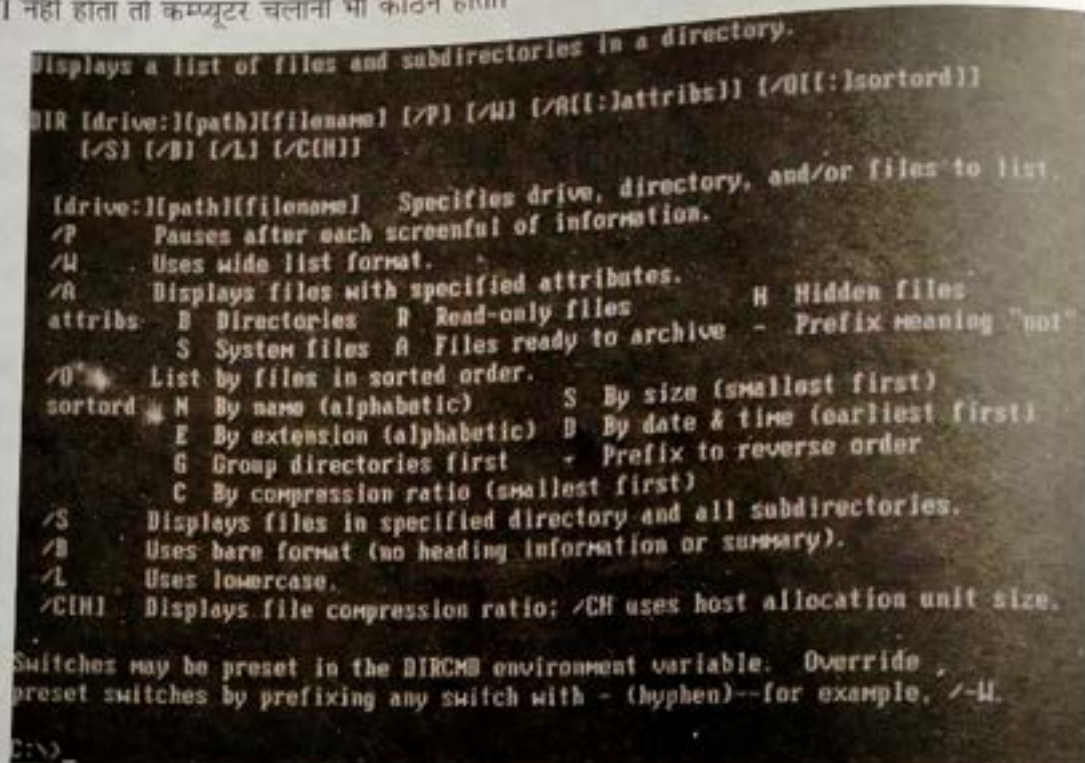 नहीं होता तो कम्प्यूटर चलाना भी कठिन होता।
Displays a list of files and subdirectories in a directory.
DIR [drive:][path][filename] [/P] [/W] [/A[[:]attribs]] [/O[[:]sortord]]
[/S] [/B] [/L] [/C[H]]
[drive:][path][filename] Specifies drive, directory, and/or files to list.
/P Pauses after each screenful of information.
/W Uses wide list format.
/A Displays files with specified attributes.
attribs D Directories R Read-only files H Hidden files
S System files A Files ready to archive - Prefix meaning "not"
/O List by files in sorted order.
sortord N By name (alphabetic) S By size (smallest first)
E By extension (alphabetic) D By date & time (earliest first)
G Group directories first - Prefix to reverse order
C By compression ratio (smallest first)
/S Displays files in specified directory and all subdirectories.
/B Uses bare format (no heading information or summary).
/L Uses lowercase.
/C[H] Displays file compression ratio; /CH uses host allocation unit size.
Switches may be preset in the DIRCMD environment variable. Override
preset switches by prefixing any switch with - (hyphen)--for example, /-W.
C:\>_